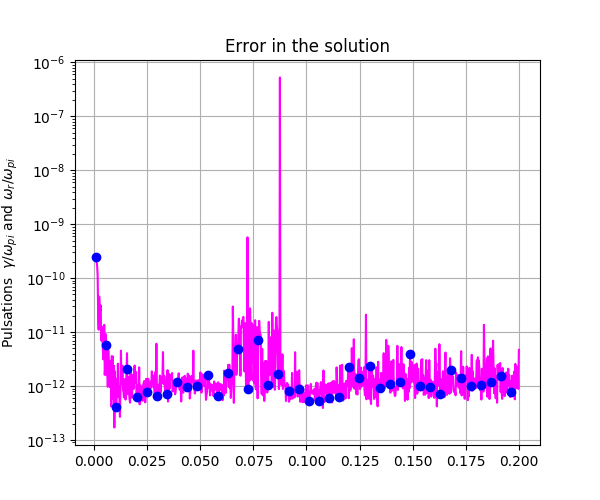 Error in the solution
Pulsations γ/ω_pi and ω_r/ω_pi
10^−6
10^−7
10^−8
10^−9
10^−10
10^−11
10^−12
10^−13
0.000 0.025 0.050 0.075 0.100 0.125 0.150 0.175 0.200